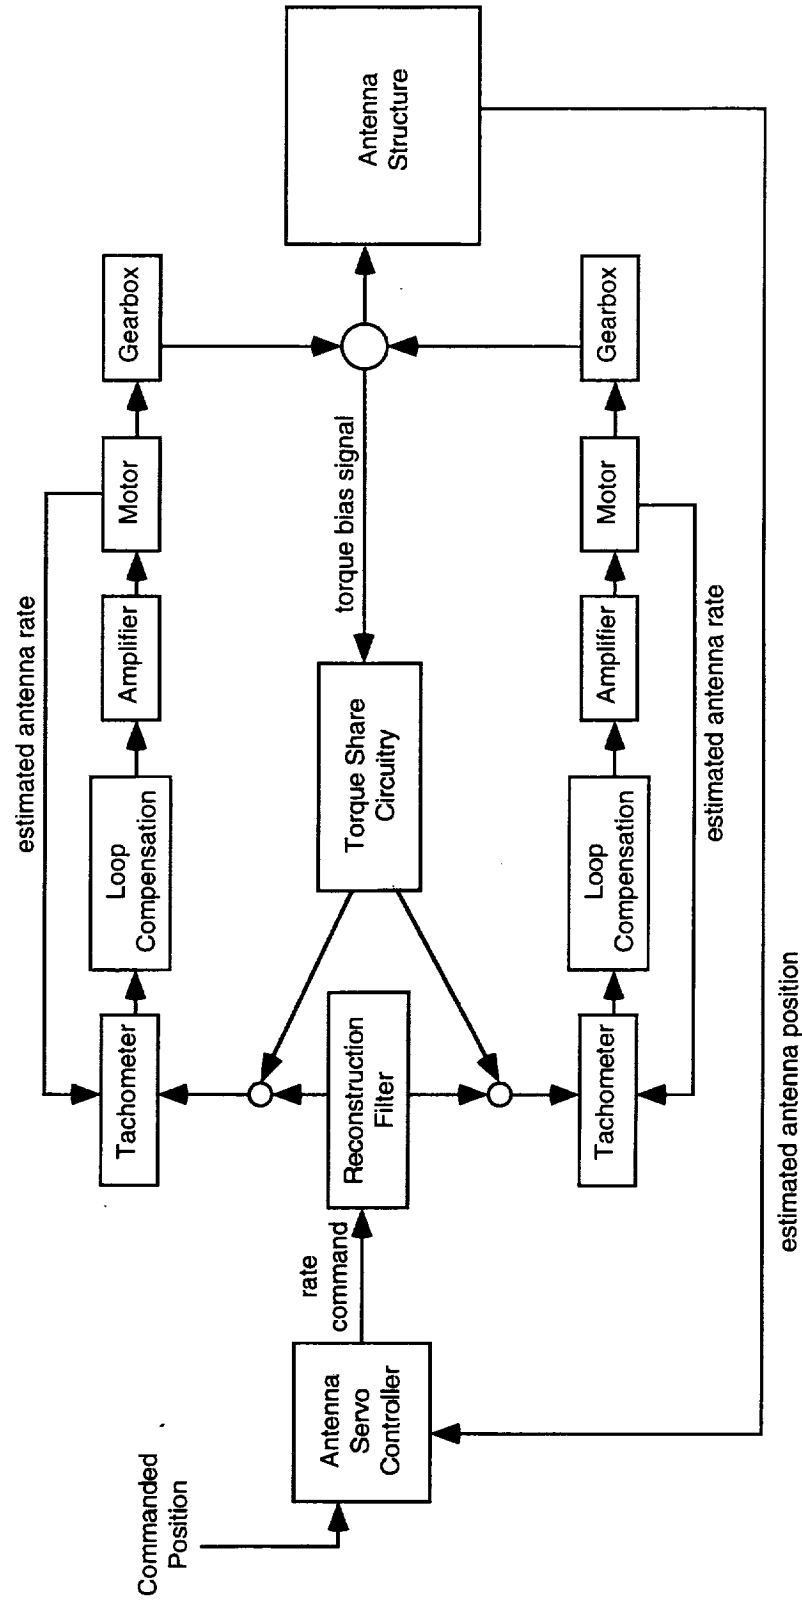 Commanded
Position
Antenna
Servo
Controller
rate
command
Reconstruction
Filter
estimated antenna rate
Tachometer
Loop
Compensation
Amplifier
Motor
Gearbox
Torque Share
Circuitry
torque bias signal
Antenna
Structure
Tachometer
Loop
Compensation
Amplifier
Motor
Gearbox
estimated antenna rate
estimated antenna position